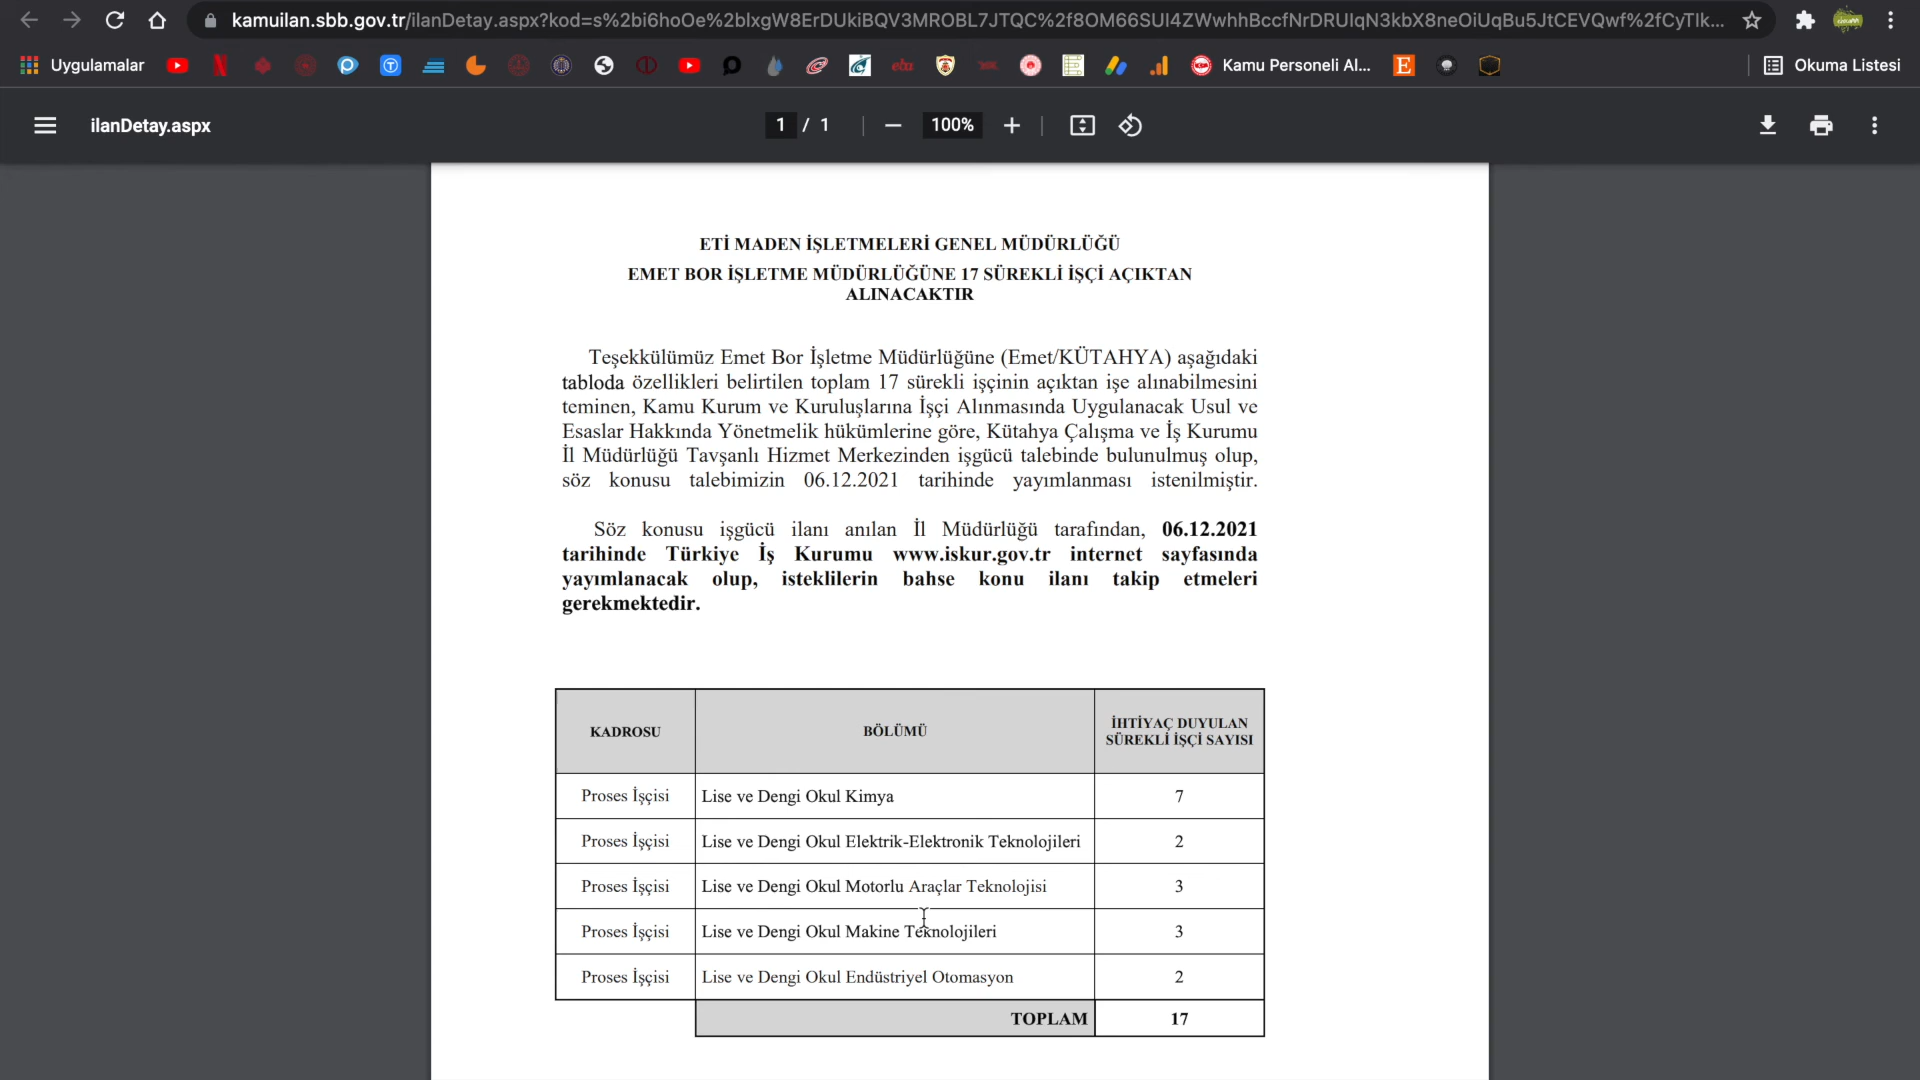 kamuilan.sbb.gov.tr/ilanDetay.aspx?kod=s%2bi6hoOe%2blxgW8ErDUkiBQV3MROBL7JTQC%2f8OM66SUI4ZWwhhBccfNrDRUIqN3kbX8neOiUqBu5JtCEVQwf%2fCyTIk...
Uygulamalar
eba
Kamu Personeli Al...
Okuma Listesi
ilanDetay.aspx
1 / 1
100%
ETİ MADEN İŞLETMELERİ GENEL MÜDÜRLÜĞÜ
EMET BOR İŞLETME MÜDÜRLÜĞÜNE 17 SÜREKLİ İŞÇİ AÇIKTAN
ALINACAKTIR
Teşekkülümüz Emet Bor İşletme Müdürlüğüne (Emet/KÜTAHYA) aşağıdaki
tabloda özellikleri belirtilen toplam 17 sürekli işçinin açıktan işe alınabilmesini
teminen, Kamu Kurum ve Kuruluşlarına İşçi Alınmasında Uygulanacak Usul ve
Esaslar Hakkında Yönetmelik hükümlerine göre, Kütahya Çalışma ve İş Kurumu
İl Müdürlüğü Tavşanlı Hizmet Merkezinden işgücü talebinde bulunulmuş olup,
söz konusu talebimizin 06.12.2021 tarihinde yayımlanması istenilmiştir.
Söz konusu işgücü ilanı anılan İl Müdürlüğü tarafından, 06.12.2021
tarihinde Türkiye İş Kurumu www.iskur.gov.tr internet sayfasında
yayımlanacak olup, isteklilerin bahse konu ilanı takip etmeleri
gerekmektedir.
KADROSU BÖLÜMÜ İHTİYAÇ DUYULAN
SÜREKLİ İŞÇİ SAYISI
Proses İşçisi Lise ve Dengi Okul Kimya 7
Proses İşçisi Lise ve Dengi Okul Elektrik-Elektronik Teknolojileri 2
Proses İşçisi Lise ve Dengi Okul Motorlu Araçlar Teknolojisi 3
Proses İşçisi Lise ve Dengi Okul Makine Teknolojileri 3
Proses İşçisi Lise ve Dengi Okul Endüstriyel Otomasyon 2
TOPLAM 17